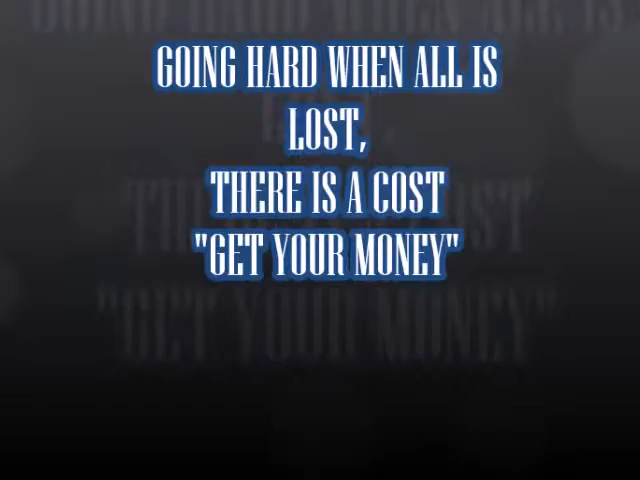 GOING HARD WHEN ALL IS
LOST,
THERE IS A COST
"GET YOUR MONEY"